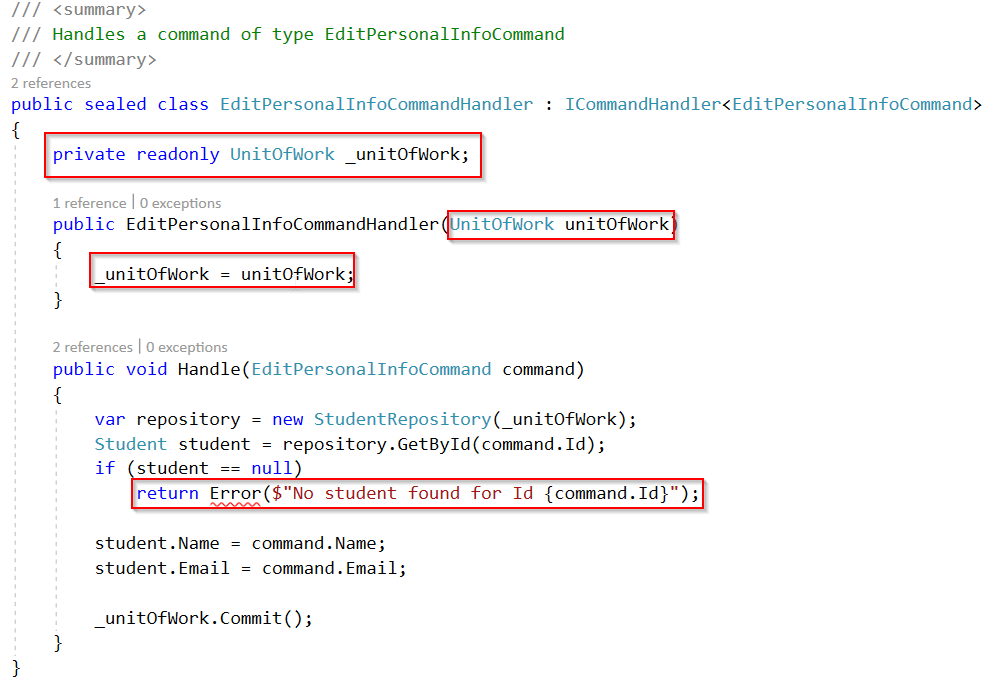 /// <summary>
/// Handles a command of type EditPersonalInfoCommand
/// </summary>
2 references
public sealed class EditPersonalInfoCommandHandler : ICommandHandler<EditPersonalInfoCommand>
{
    private readonly UnitOfWork _unitOfWork;
    1 reference | 0 exceptions
    public EditPersonalInfoCommandHandler(UnitOfWork unitOfWork)
    {
        _unitOfWork = unitOfWork;
    }
    2 references | 0 exceptions
    public void Handle(EditPersonalInfoCommand command)
    {
        var repository = new StudentRepository(_unitOfWork);
        Student student = repository.GetById(command.Id);
        if (student == null)
            return Error($"No student found for Id {command.Id}");
        student.Name = command.Name;
        student.Email = command.Email;
        _unitOfWork.Commit();
    }
}